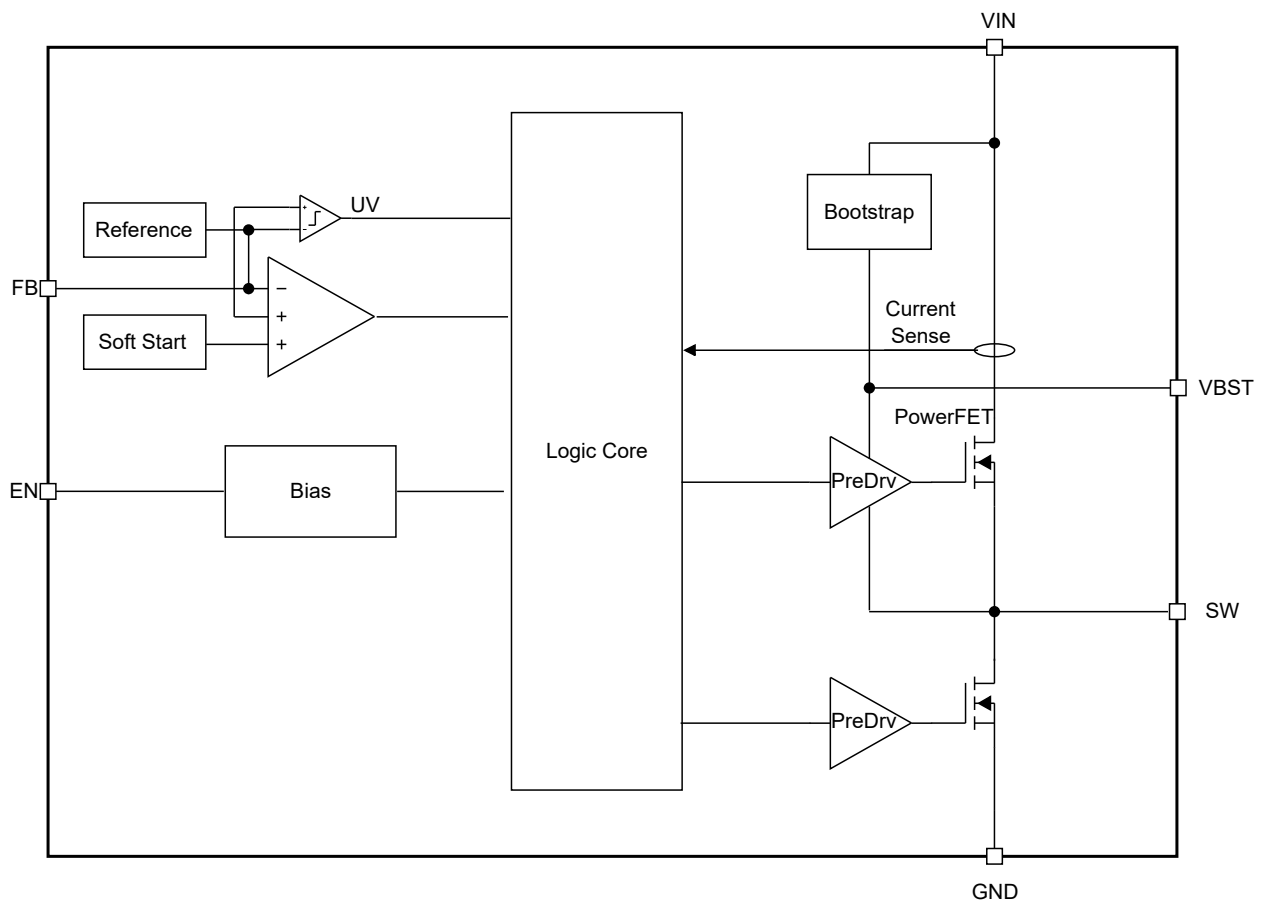 VIN
UV
Reference
Bootstrap
FB
Current
Sense
Soft Start
VBST
PowerFET
Logic Core
EN
Bias
PreDrv
SW
PreDrv
GND
+
-
−
+
+